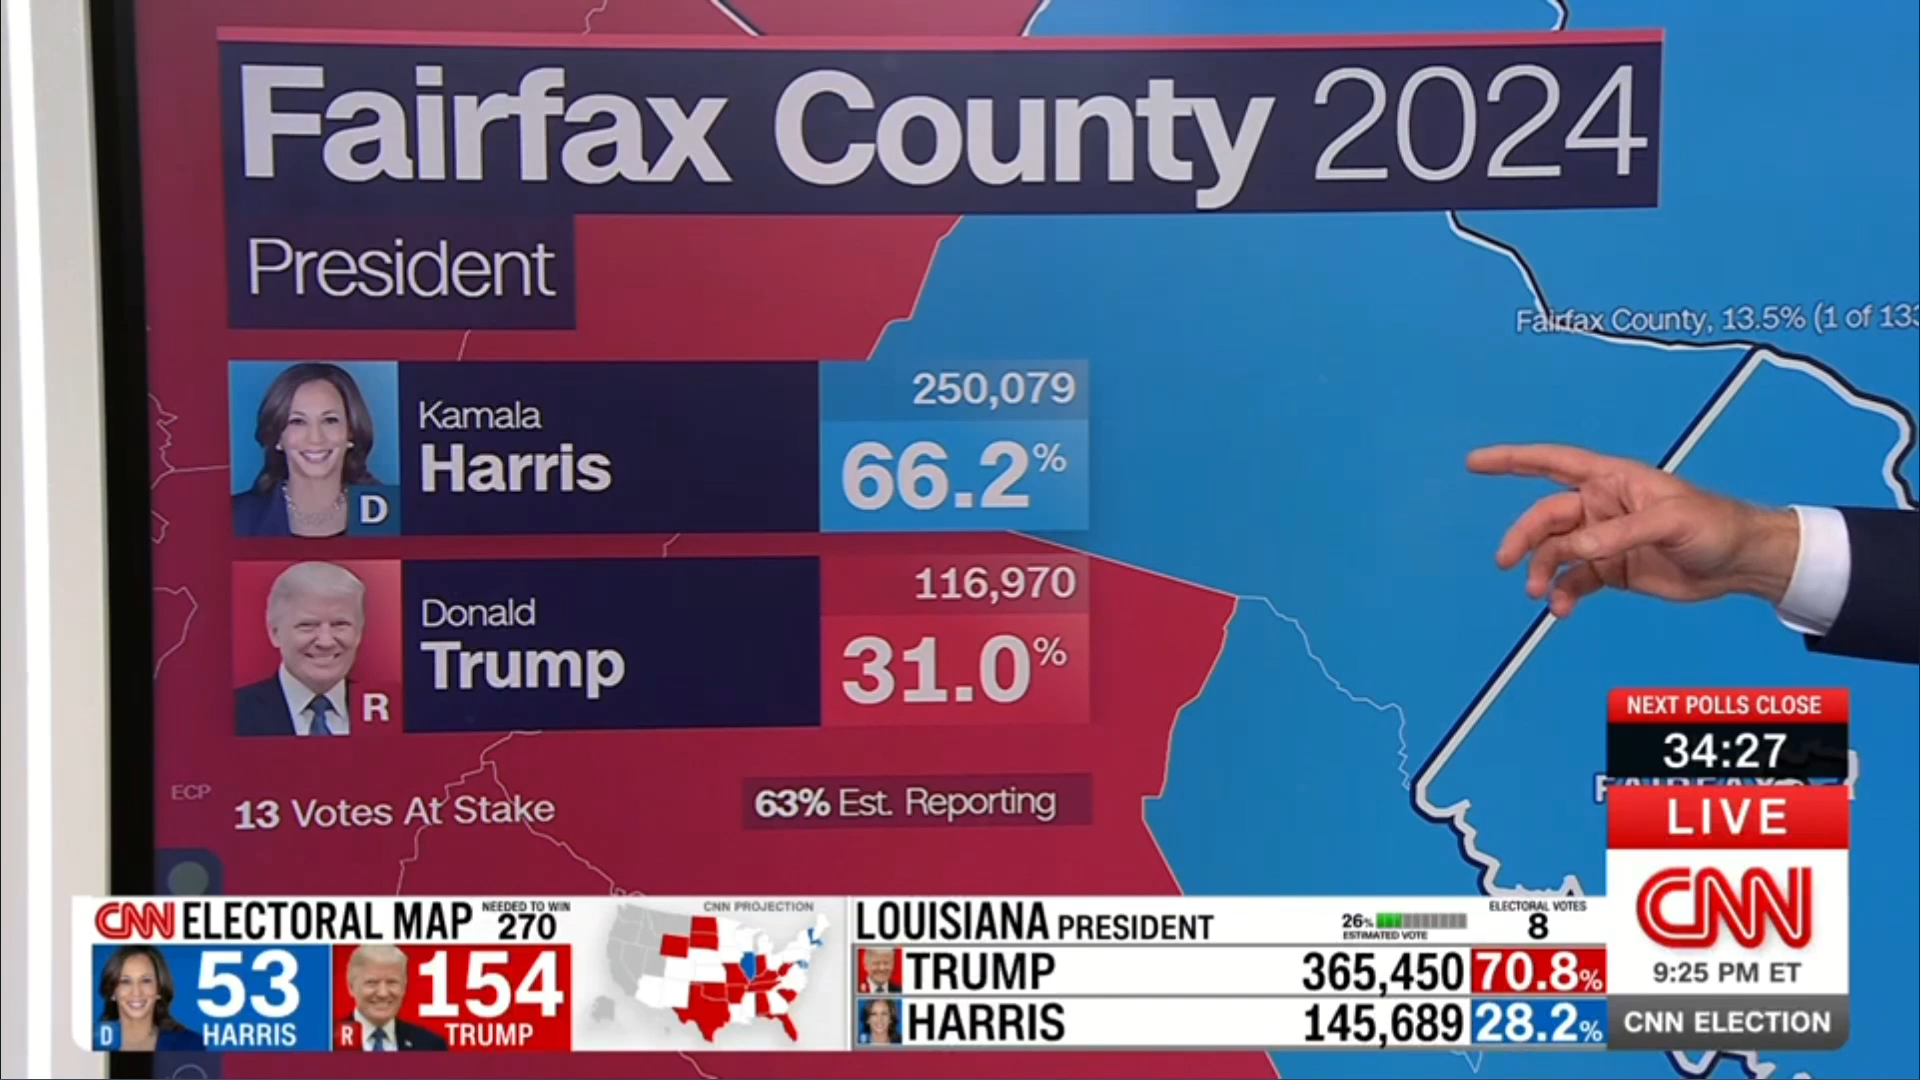 Fairfax County 2024
President
Fairfax County, 13.5% (1 of 133
Kamala
Harris
D
250,079
66.2%
Donald
Trump
R
116,970
31.0%
ECP
13 Votes At Stake
63% Est. Reporting
NEXT POLLS CLOSE
34:27
FAIRFAX
LIVE
CNN
9:25 PM ET
CNN ELECTION
CNN ELECTORAL MAP
NEEDED TO WIN
270
D
53
HARRIS
R
154
TRUMP
CNN PROJECTION
LOUISIANA PRESIDENT
26%
ESTIMATED VOTE
ELECTORAL VOTES
8
TRUMP 365,450 70.8%
HARRIS 145,689 28.2%